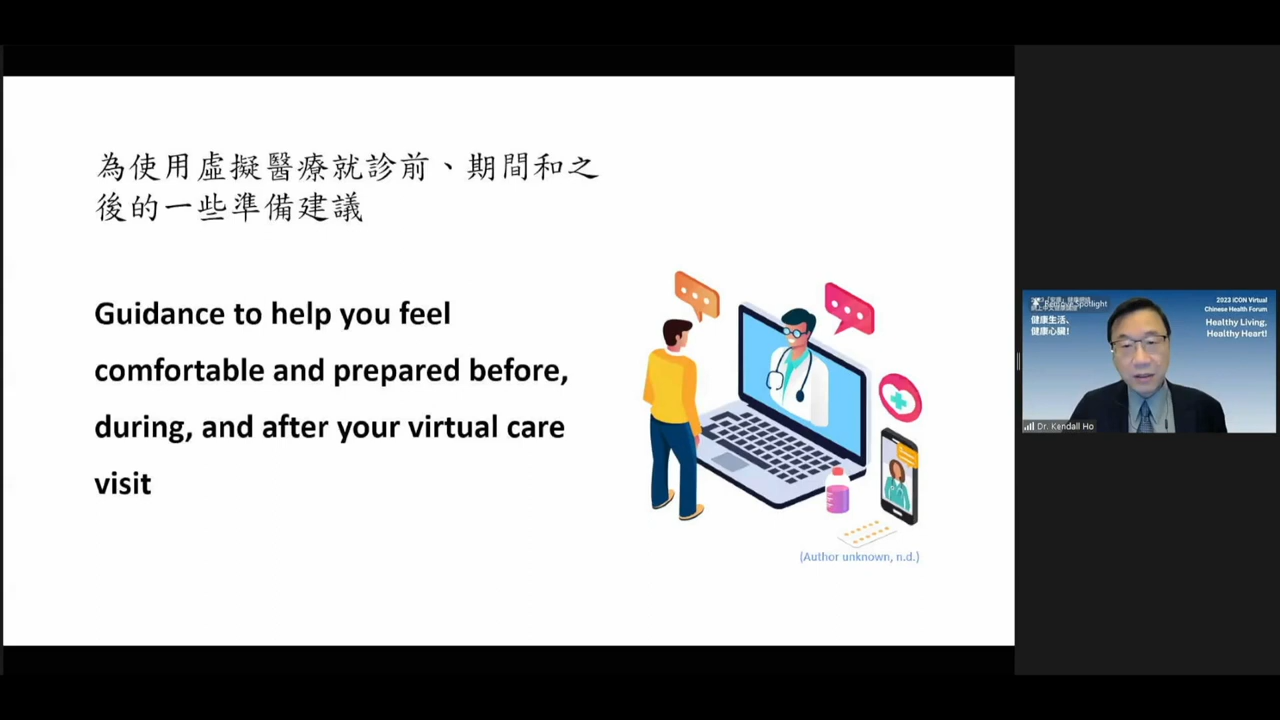 為使用虛擬醫療就診前、期間和之
後的一些準備建議
Guidance to help you feel
comfortable and prepared before,
during, and after your virtual care
visit
(Author unknown, n.d.)
Remove Spotlight
健康生活、
健康心臟!
2023 iCON Virtual
Chinese Health Forum
Healthy Living,
Healthy Heart!
Dr. Kendall Ho